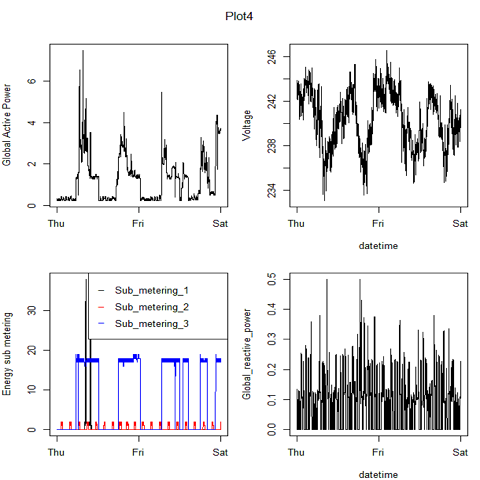 Plot4
Global Active Power
0 2 4 6
Thu Fri Sat
Voltage
234 238 242 246
Thu Fri Sat
datetime
Energy sub metering
0 10 20 30
Sub_metering_1
Sub_metering_2
Sub_metering_3
Thu Fri Sat
Global_reactive_power
0.0 0.1 0.2 0.3 0.4 0.5
Thu Fri Sat
datetime